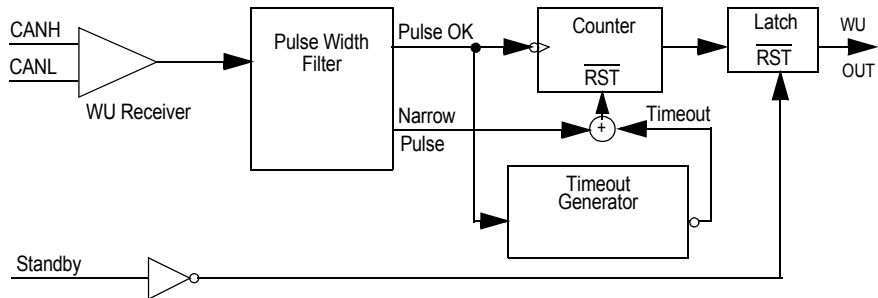 CANH
CANL
WU Receiver
Pulse Width
Filter
Pulse OK
Narrow
Pulse
Counter
RST
+
Timeout
Timeout
Generator
Latch
RST
WU
OUT
Standby